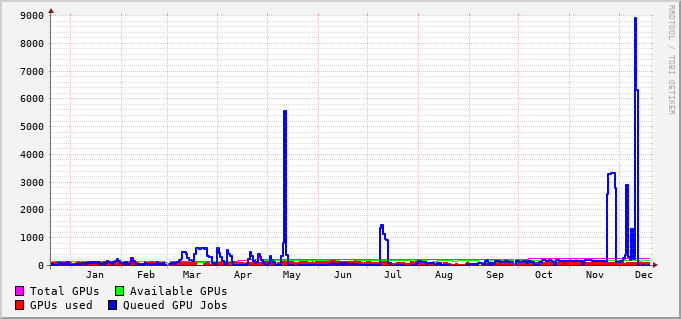 9000
8000
7000
6000
5000
4000
3000
2000
1000
0
Jan Feb Mar Apr May Jun Jul Aug Sep Oct Nov Dec
Total GPUs Available GPUs
GPUs used Queued GPU Jobs
RRDTOOL / TOBI OETIKER